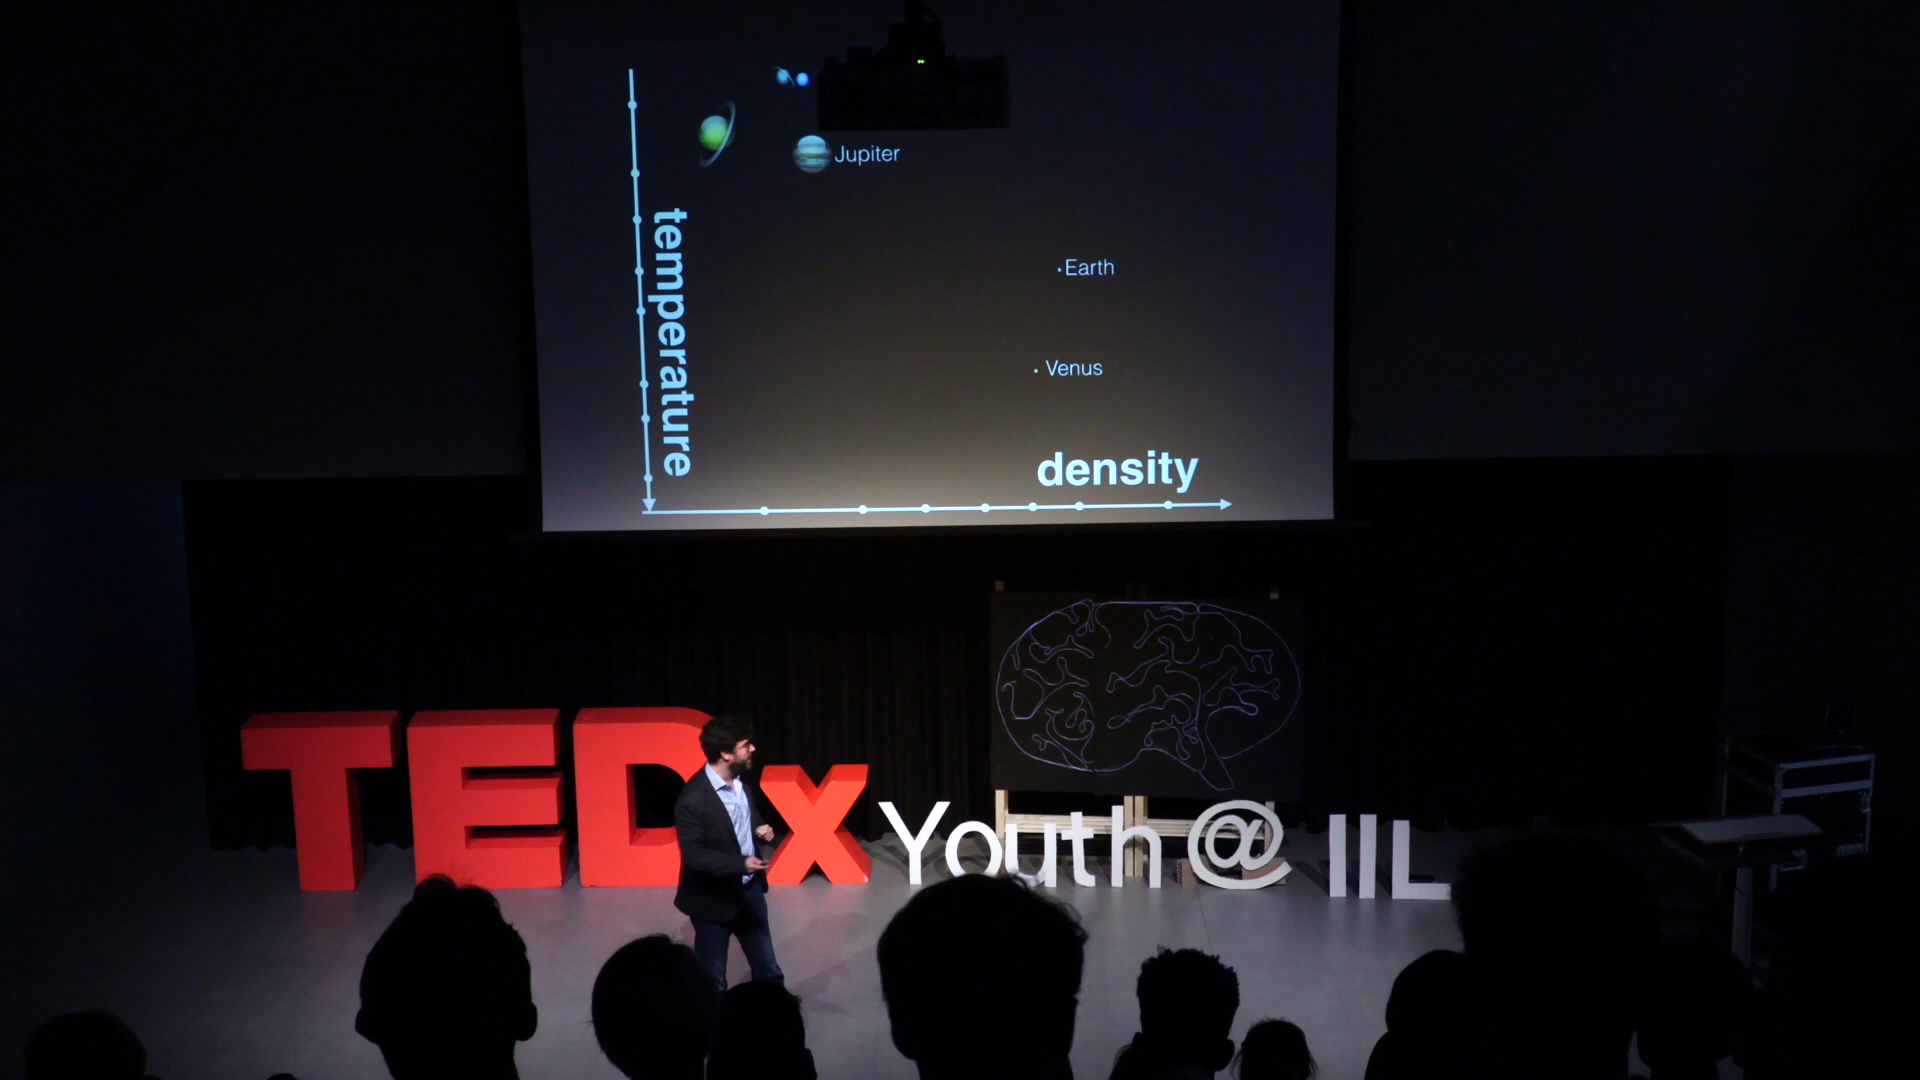 Jupiter
temperature
Earth
Venus
density
TEDx Youth @ IIL